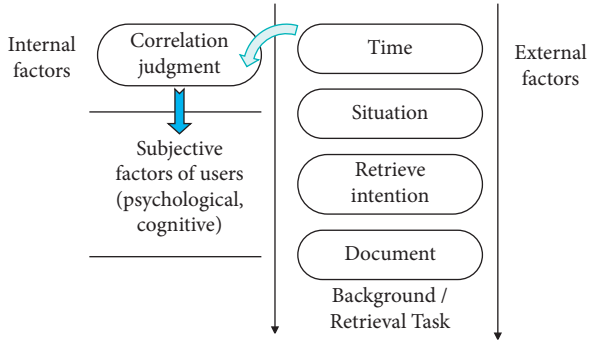 Internal
factors
Correlation
judgment
Subjective
factors of users
(psychological,
cognitive)
Time
Situation
Retrieve
intention
Document
Background /
Retrieval Task
External
factors